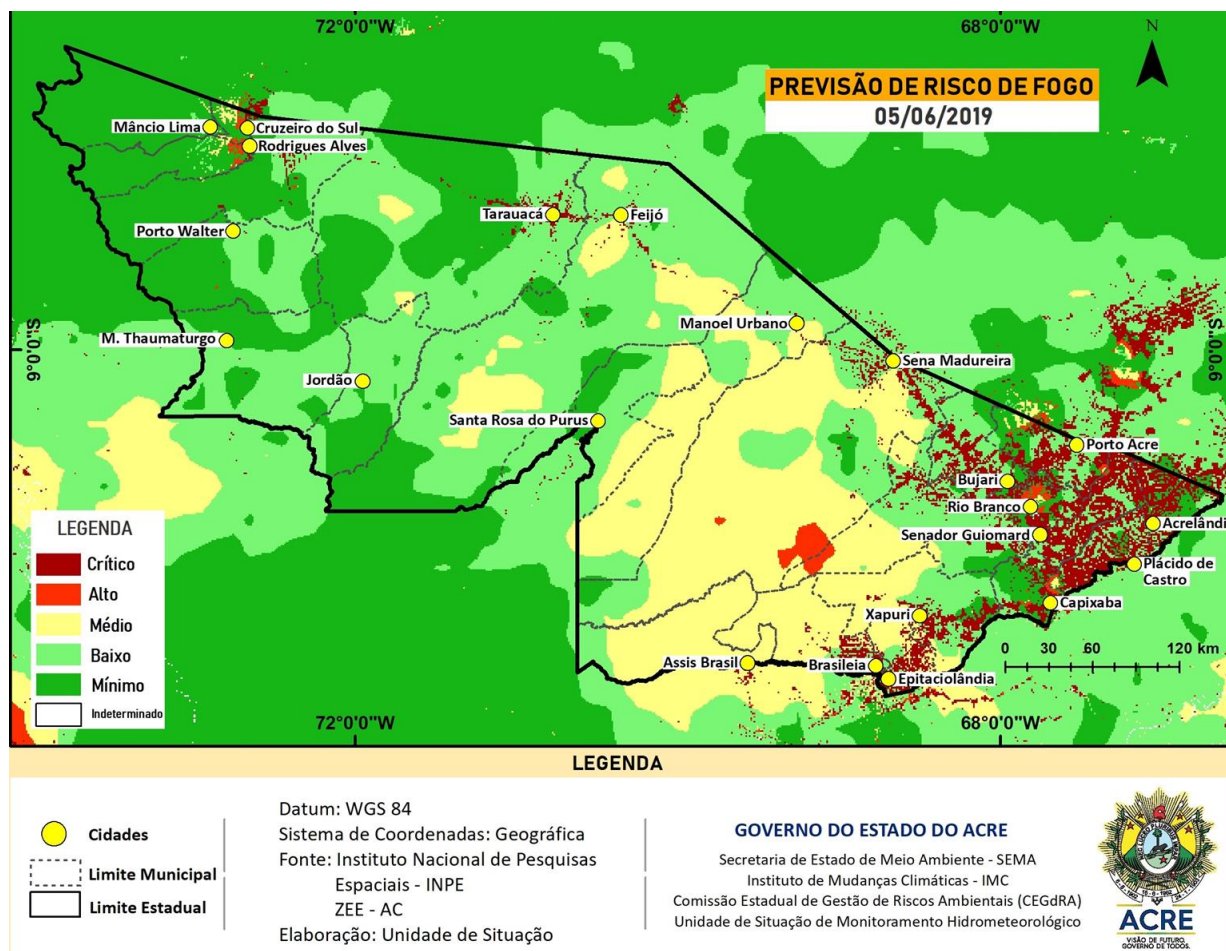 72°0'0"W
68°0'0"W
N
PREVISÃO DE RISCO DE FOGO
05/06/2019
Mâncio Lima
Cruzeiro do Sul
Rodrigues Alves
Tarauacá
Feijó
Porto Walter
Manoel Urbano
9°0'0"S
9°0'0"S
M. Thaumaturgo
Sena Madureira
Jordão
Santa Rosa do Purus
Porto Acre
Bujari
Rio Branco
Acrelândi
Senador Guiomard
Plácido de
Castro
Capixaba
Xapuri
Assis Brasil
Brasileia
Epitaciolândia
0 30 60 120 km
LEGENDA
Crítico
Alto
Médio
Baixo
Mínimo
Indeterminado
72°0'0"W
68°0'0"W
LEGENDA
Cidades
Limite Municipal
Limite Estadual
Datum: WGS 84
Sistema de Coordenadas: Geográfica
Fonte: Instituto Nacional de Pesquisas
Espaciais - INPE
ZEE - AC
Elaboração: Unidade de Situação
GOVERNO DO ESTADO DO ACRE
Secretaria de Estado de Meio Ambiente - SEMA
Instituto de Mudanças Climáticas - IMC
Comissão Estadual de Gestão de Riscos Ambientais (CEGdRA)
Unidade de Situação de Monitoramento Hidrometeorológico
ACRE
VISÃO DE FUTURO.
GOVERNO DE TODOS.